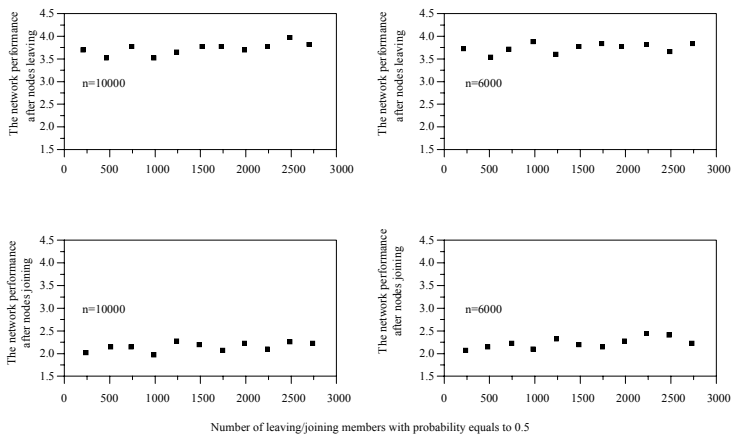 The network performance
after nodes leaving
4.5
4.0
3.5
3.0
2.5
2.0
1.5
n=10000
0 500 1000 1500 2000 2500 3000
The network performance
after nodes leaving
4.5
4.0
3.5
3.0
2.5
2.0
1.5
n=6000
0 500 1000 1500 2000 2500 3000
The network performance
after nodes joining
4.5
4.0
3.5
3.0
2.5
2.0
1.5
n=10000
0 500 1000 1500 2000 2500 3000
The network performance
after nodes joining
4.5
4.0
3.5
3.0
2.5
2.0
1.5
n=6000
0 500 1000 1500 2000 2500 3000
Number of leaving/joining members with probability equals to 0.5